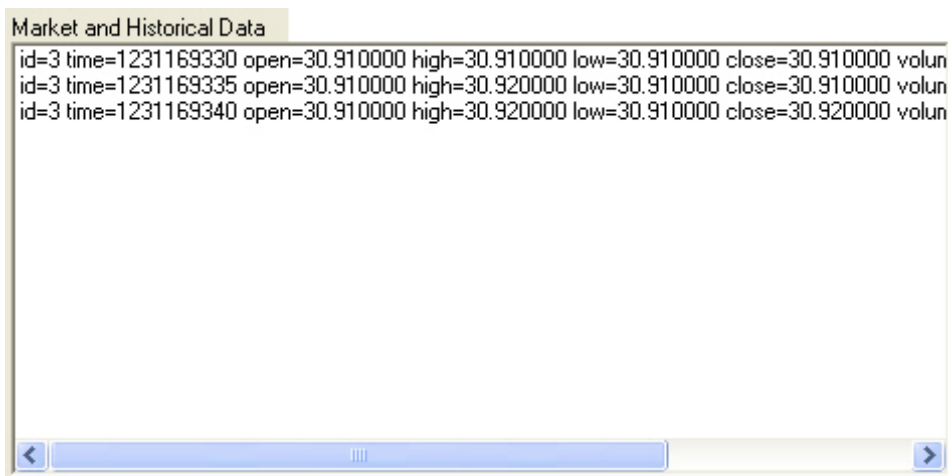 Market and Historical Data
id=3 time=1231169330 open=30.910000 high=30.910000 low=30.910000 close=30.910000
id=3 time=1231169335 open=30.910000 high=30.920000 low=30.910000 close=30.910000
id=3 time=1231169340 open=30.910000 high=30.920000 low=30.910000 close=30.920000